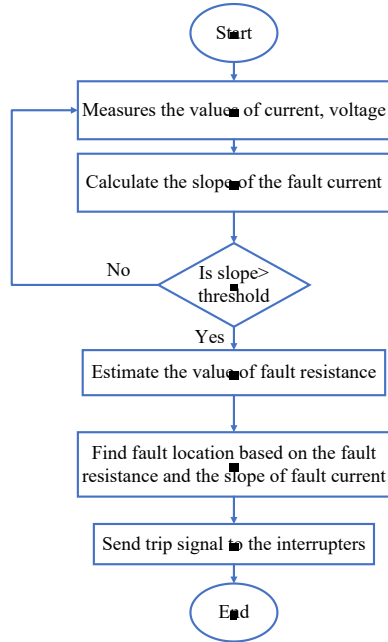 Start
Measures the values of current, voltage
Calculate the slope of the fault current
Is slope>
threshold
No
Yes
Estimate the value of fault resistance
Find fault location based on the fault
resistance and the slope of fault current
Send trip signal to the interrupters
End